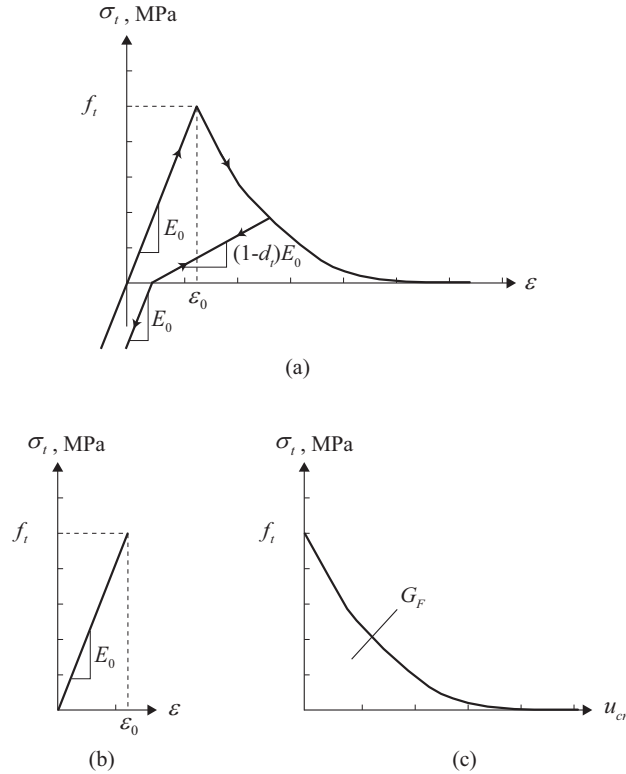 σt , MPa
ft
E0
(1-dt)E0
ε0
ε
E0
(a)
σt , MPa
σt , MPa
ft
ft
GF
E0
ε0
ε
ucr
(b)
(c)